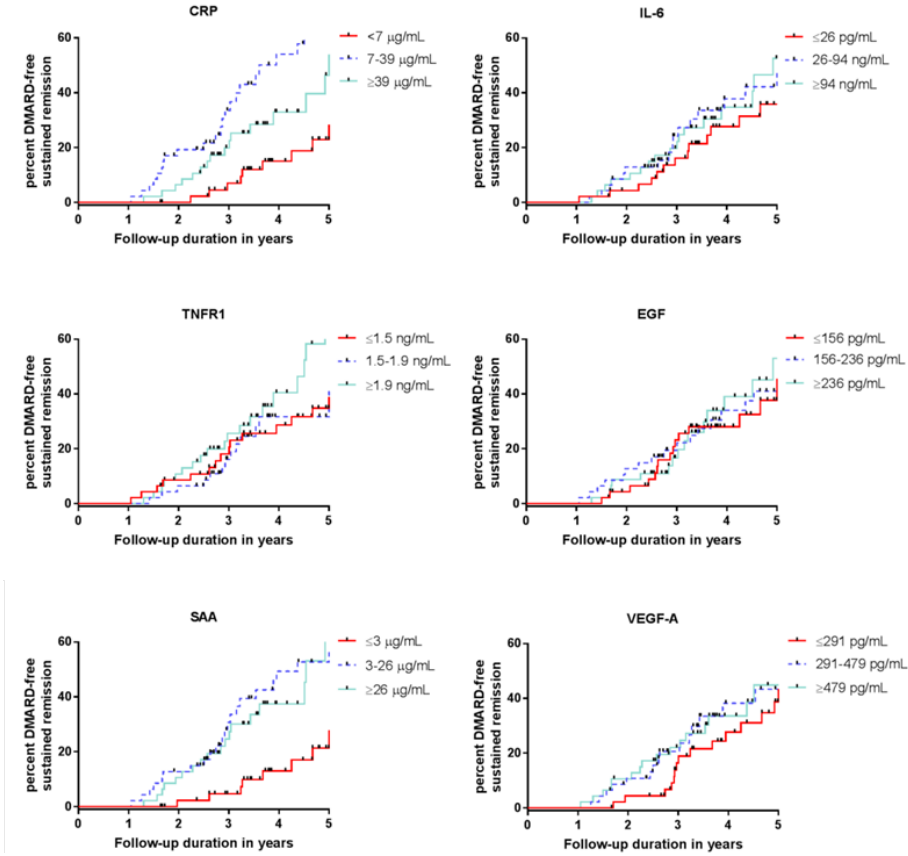 CRP
<7 µg/mL
7-39 µg/mL
≥39 µg/mL
60
40
20
0
percent DMARD-free
sustained remission
0 1 2 3 4 5
Follow-up duration in years
IL-6
≤26 pg/mL
26-94 ng/mL
≥94 ng/mL
60
40
20
0
percent DMARD-free
sustained remission
0 1 2 3 4 5
Follow-up duration in years
TNFR1
≤1.5 ng/mL
1.5-1.9 ng/mL
≥1.9 ng/mL
60
40
20
0
percent DMARD-free
sustained remission
0 1 2 3 4 5
Follow-up duration in years
EGF
≤156 pg/mL
156-236 pg/mL
≥236 pg/mL
60
40
20
0
percent DMARD-free
sustained remission
0 1 2 3 4 5
Follow-up duration in years
SAA
≤3 µg/mL
3-26 µg/mL
≥26 µg/mL
60
40
20
0
percent DMARD-free
sustained remission
0 1 2 3 4 5
Follow-up duration in years
VEGF-A
≤291 pg/mL
291-479 pg/mL
≥479 pg/mL
60
40
20
0
percent DMARD-free
sustained remission
0 1 2 3 4 5
Follow-up duration in years